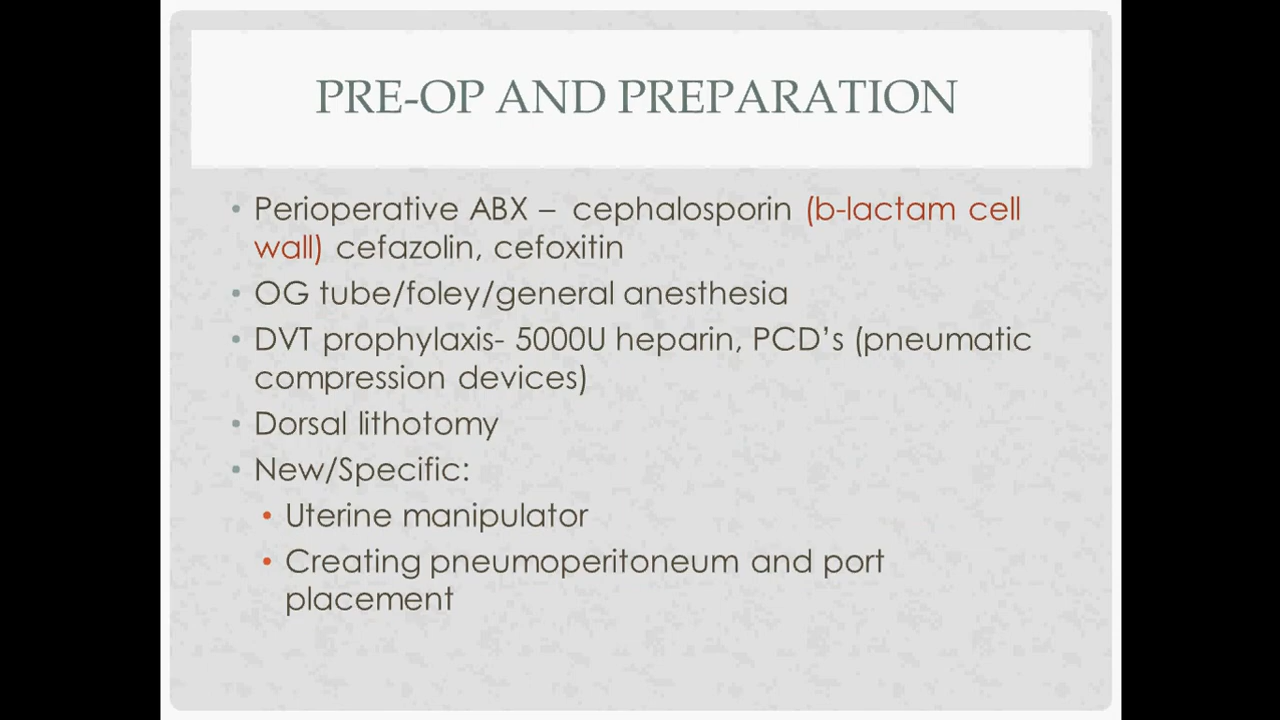 PRE-OP AND PREPARATION
• Perioperative ABX – cephalosporin (b-lactam cell
wall) cefazolin, cefoxitin
• OG tube/foley/general anesthesia
• DVT prophylaxis- 5000U heparin, PCD’s (pneumatic
compression devices)
• Dorsal lithotomy
• New/Specific:
• Uterine manipulator
• Creating pneumoperitoneum and port
placement